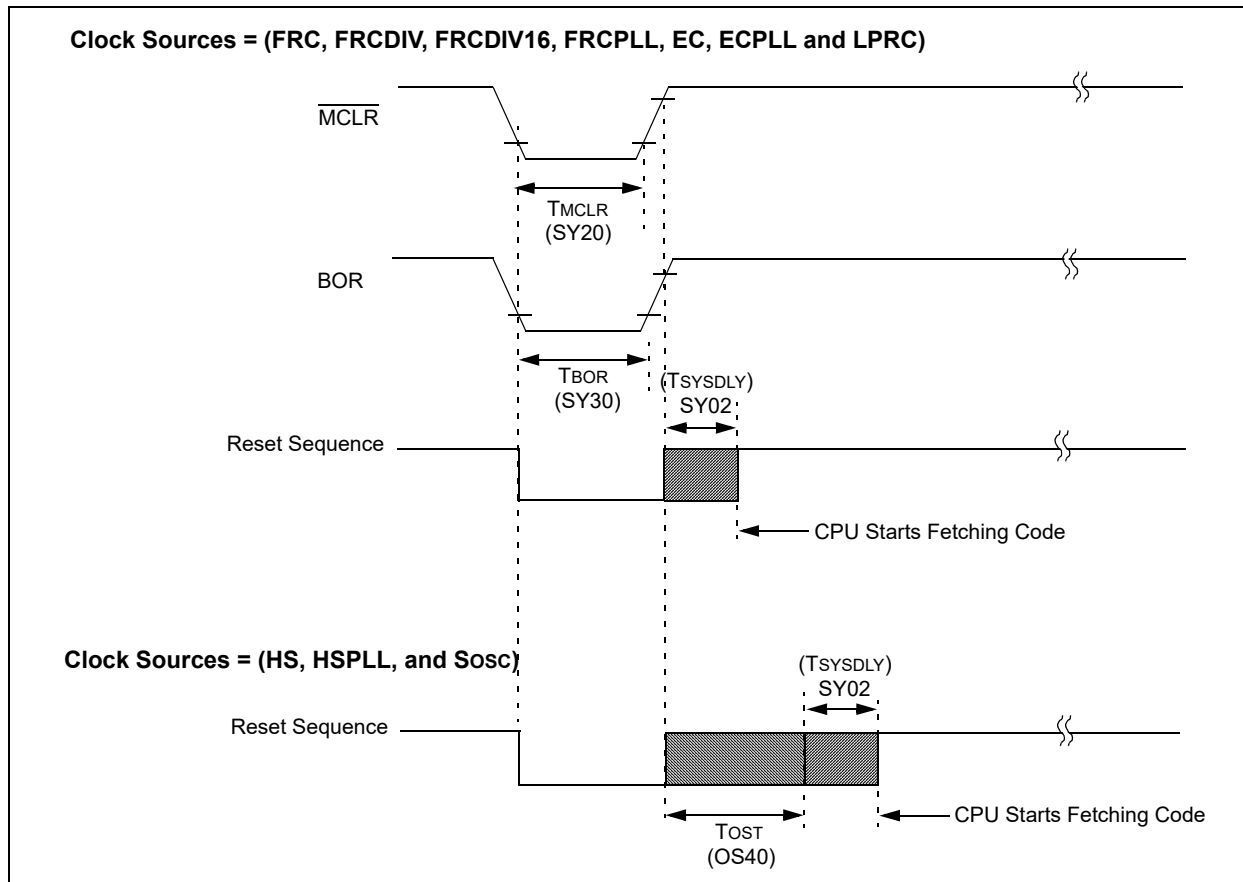 Clock Sources = (FRC, FRCDIV, FRCDIV16, FRCPLL, EC, ECPLL and LPRC)
MCLR
TMCLR
(SY20)
BOR
TBOR
(SY30)
(TSYSDLY)
SY02
Reset Sequence
CPU Starts Fetching Code
Clock Sources = (HS, HSPLL, and SOSC)
(TSYSDLY)
SY02
Reset Sequence
CPU Starts Fetching Code
TOST
(OS40)